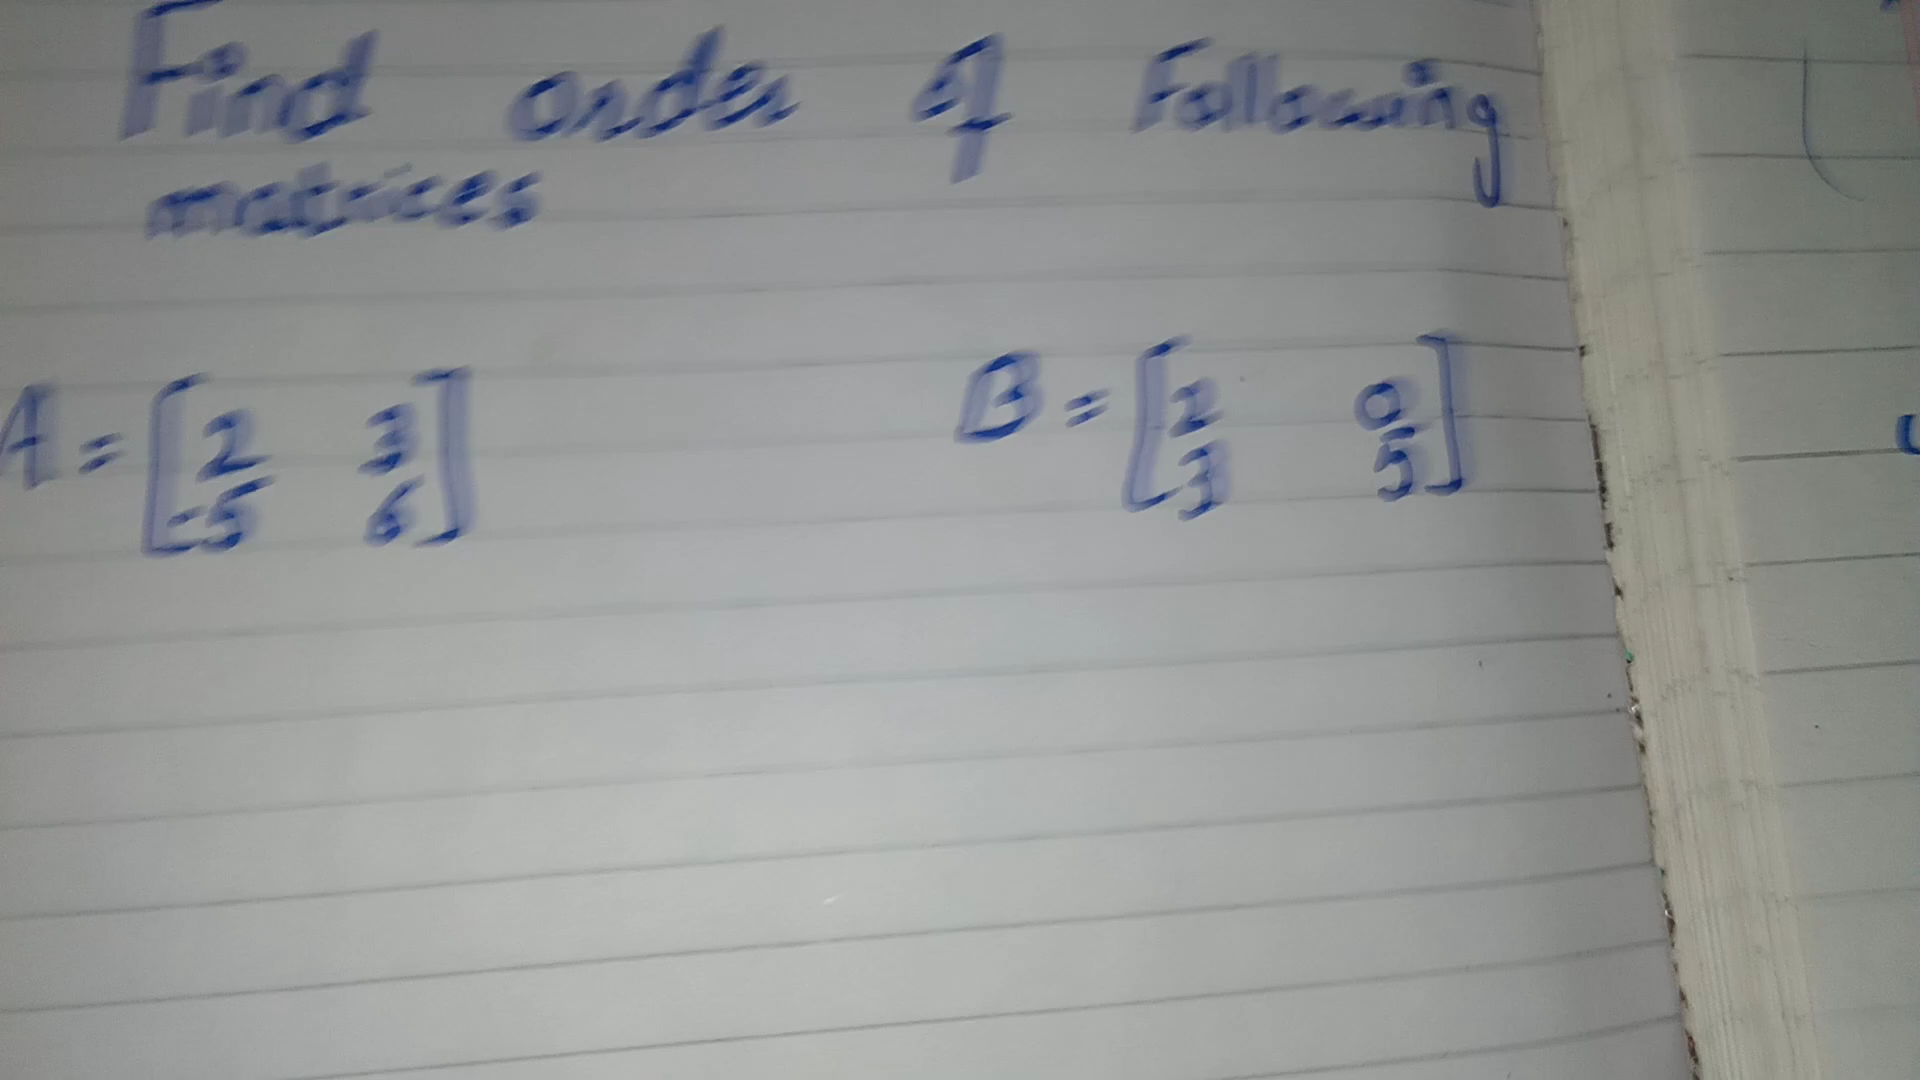 Find order of Following
matrices
A = [2 3
-5 6]
B = [2 0
3 5]